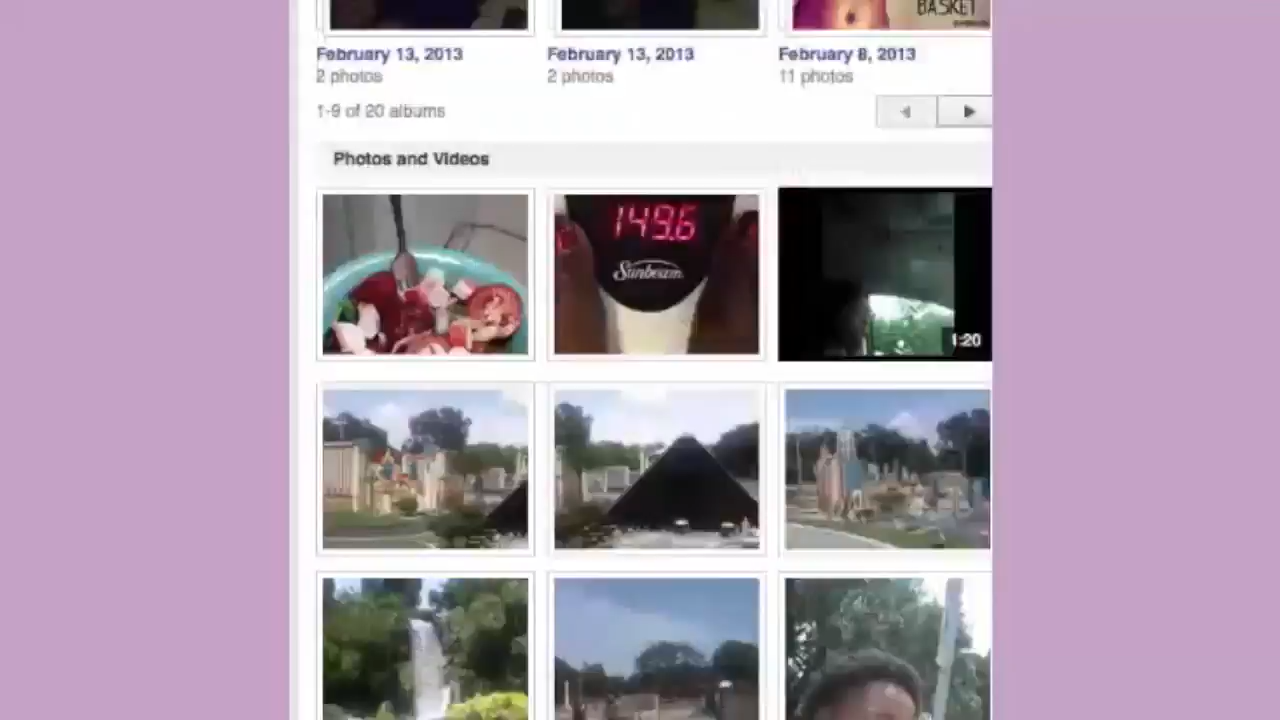 BASKET
February 13, 2013
February 13, 2013
February 8, 2013
2 photos
2 photos
11 photos
1-9 of 20 albums
Photos and Videos
149.6
Sunbeam
1:20